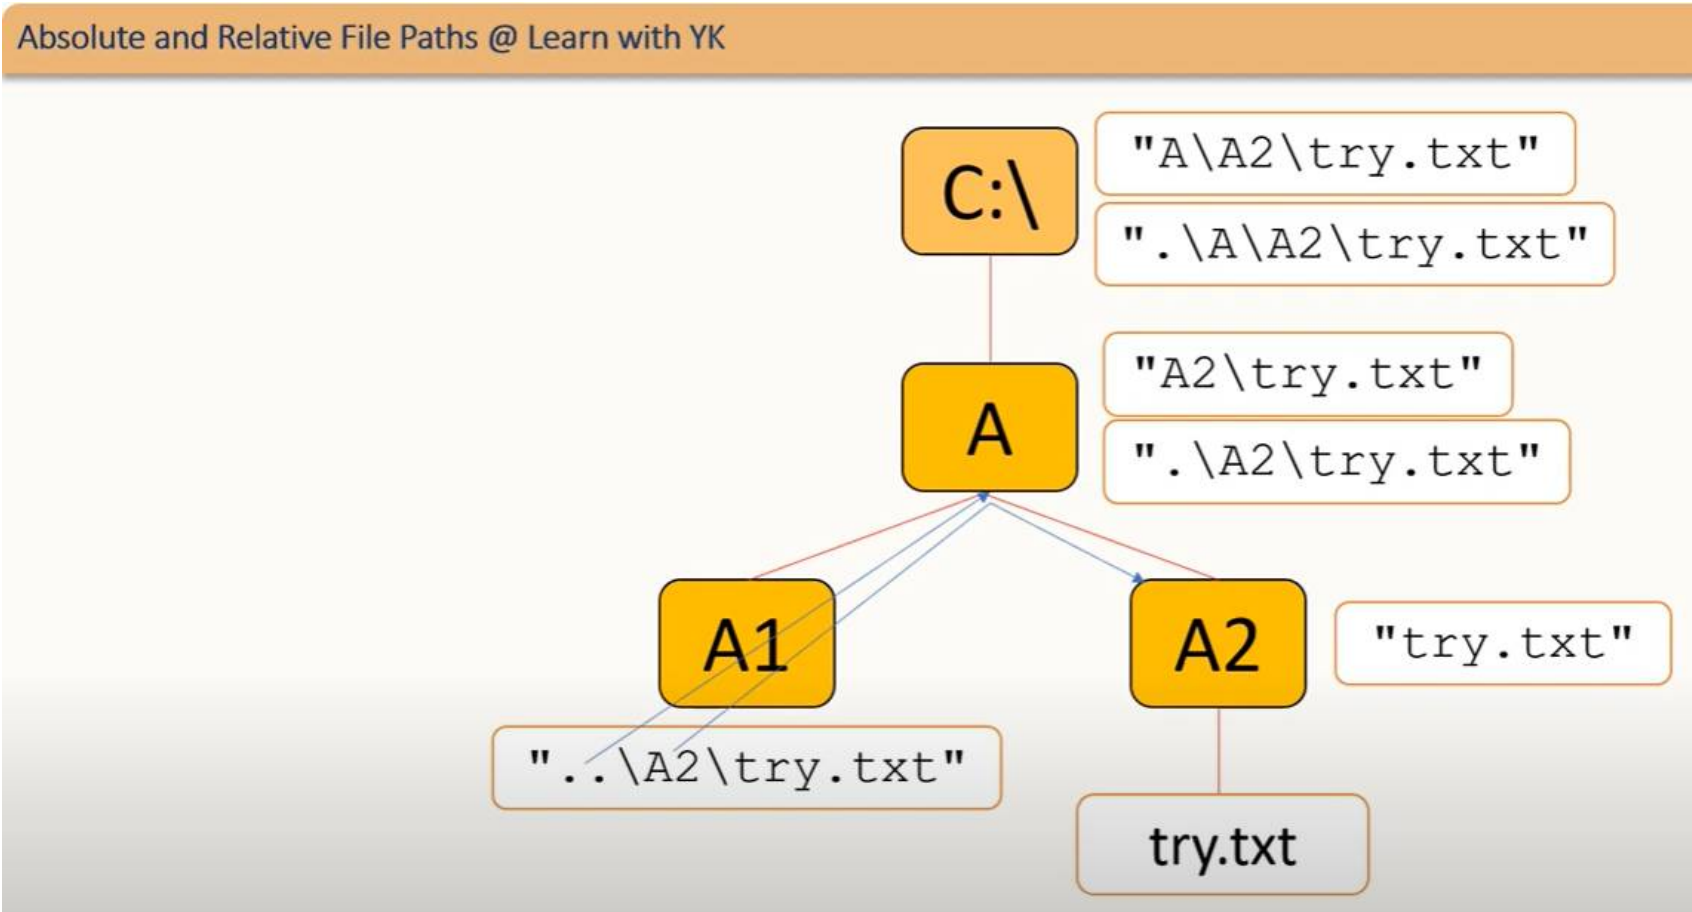 Absolute and Relative File Paths @ Learn with YK
C:\
"A\A2\try.txt"
".\A\A2\try.txt"
A
"A2\try.txt"
".\A2\try.txt"
A1
A2
"try.txt"
"..\A2\try.txt"
try.txt